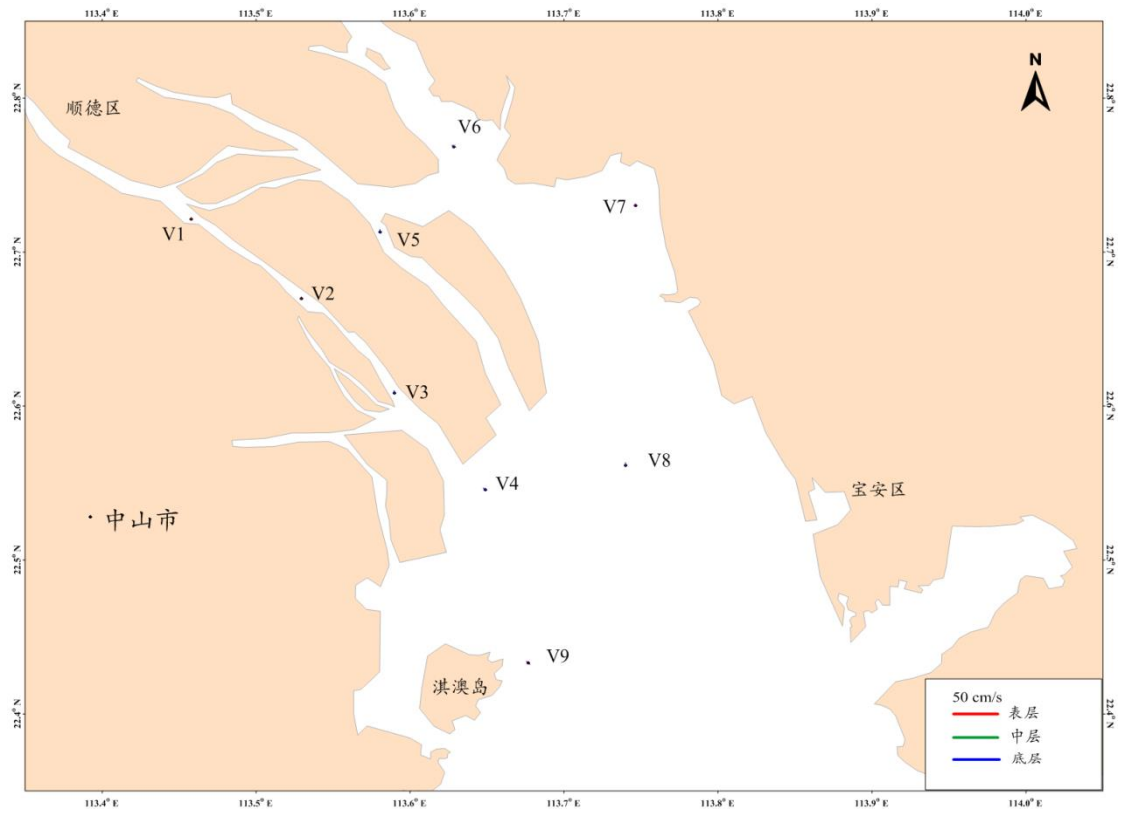 113.4° E 113.5° E 113.6° E 113.7° E 113.8° E 113.9° E 114.0° E
N
22.8° N
22.8° N
顺德区
V6
V7
V1
V5
22.7° N
22.7° N
V2
V3
22.6° N
22.6° N
V8
V4
宝安区
中山市
22.5° N
22.5° N
V9
淇澳岛
50 cm/s
表层
中层
底层
22.4° N
22.4° N
113.4° E 113.5° E 113.6° E 113.7° E 113.8° E 113.9° E 114.0° E